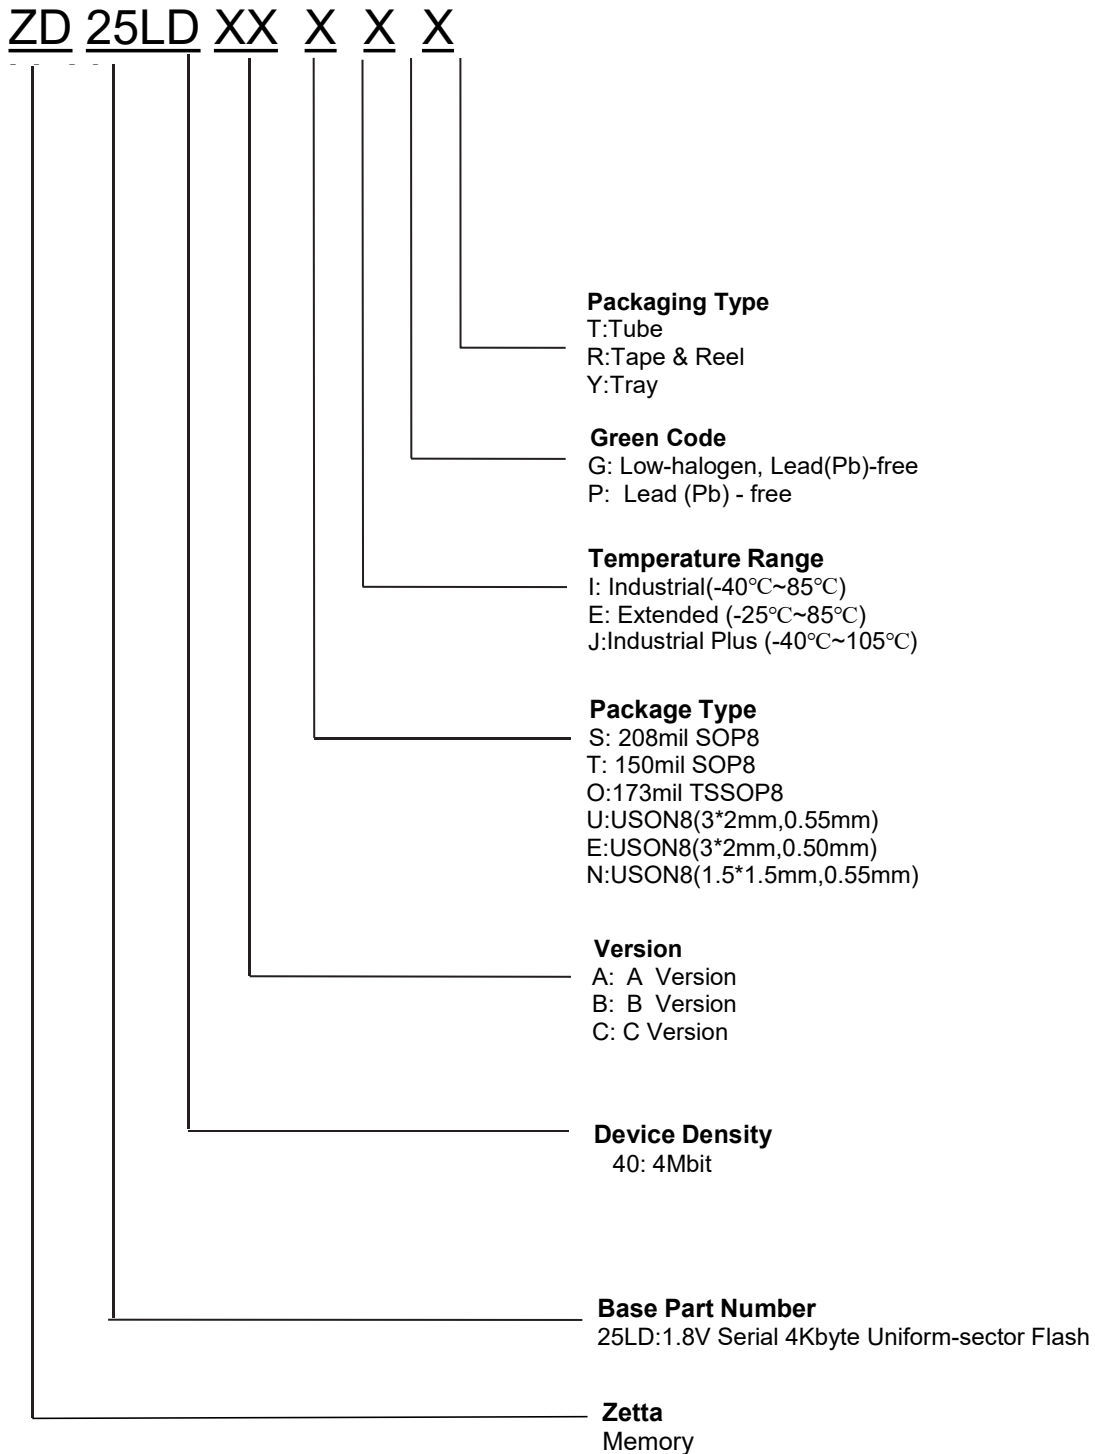 ZD 25LD XX X X X
Packaging Type
T:Tube
R:Tape & Reel
Y:Tray
Green Code
G: Low-halogen, Lead(Pb)-free
P: Lead (Pb) - free
Temperature Range
I: Industrial(-40℃~85℃)
E: Extended (-25℃~85℃)
J:Industrial Plus (-40℃~105℃)
Package Type
S: 208mil SOP8
T: 150mil SOP8
O:173mil TSSOP8
U:USON8(3*2mm,0.55mm)
E:USON8(3*2mm,0.50mm)
N:USON8(1.5*1.5mm,0.55mm)
Version
A: A Version
B: B Version
C: C Version
Device Density
40: 4Mbit
Base Part Number
25LD:1.8V Serial 4Kbyte Uniform-sector Flash
Zetta
Memory